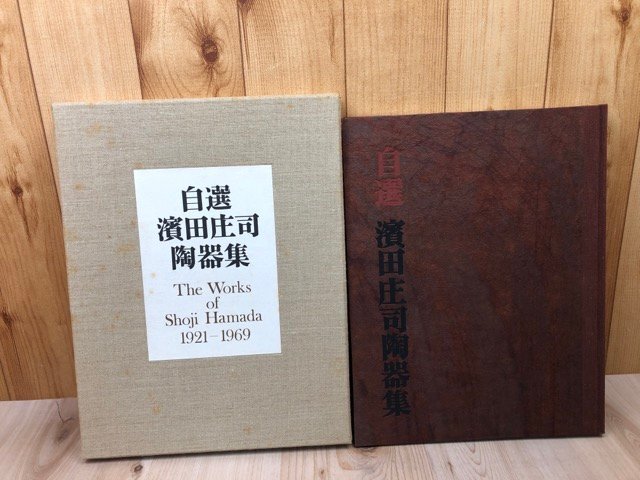 自選
濱田庄司
陶器集
The Works
of
Shoji Hamada
1921–1969
自選
濱田庄司陶器集